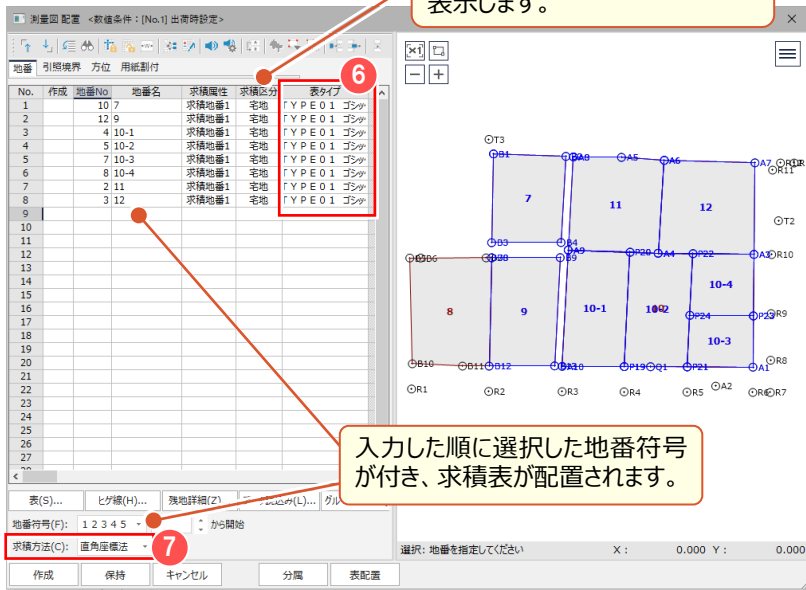 測量図 配置 <数値条件：[No.1] 出荷時設定>
表示します。
地番 引照境界 方位 用紙割付
6
No. 作成 地番No 地番名 求積属性 求積区分 表タイプ
1 10 7 求積地番1 宅地 TYPE01 ゴシッ
2 12 9 求積地番1 宅地 TYPE01 ゴシッ
3 4 10-1 求積地番1 宅地 TYPE01 ゴシッ
4 5 10-2 求積地番1 宅地 TYPE01 ゴシッ
5 7 10-3 求積地番1 宅地 TYPE01 ゴシッ
6 8 10-4 求積地番1 宅地 TYPE01 ゴシッ
7 2 11 求積地番1 宅地 TYPE01 ゴシッ
8 3 12 求積地番1 宅地 TYPE01 ゴシッ
9
10
11
12
13
14
15
16
17
18
19
20
21
22
23
24
25
26
27
T3
B1 A8 A5 A6 A7
R11
7 11 12
T2
B3 B4 A9 P20 A4 P22 A3 R10
B6 B9
10-4
8 9 10-1 P24 P23 R9
10-3
B10 B11 B12 P19 Q1 P21 A1 R8
R1 R2 R3 R4 R5 A2 R6 R7
入力した順に選択した地番符号
が付き、求積表が配置されます。
表(S)... ヒゲ線(H)... 残地詳細(Z)
地番符号(F): 1 2 3 4 5 から開始
求積方法(C): 直角座標法
7
選択: 地番を指定してください X : 0.000 Y : 0.000
作成 保持 キャンセル 分属 表配置